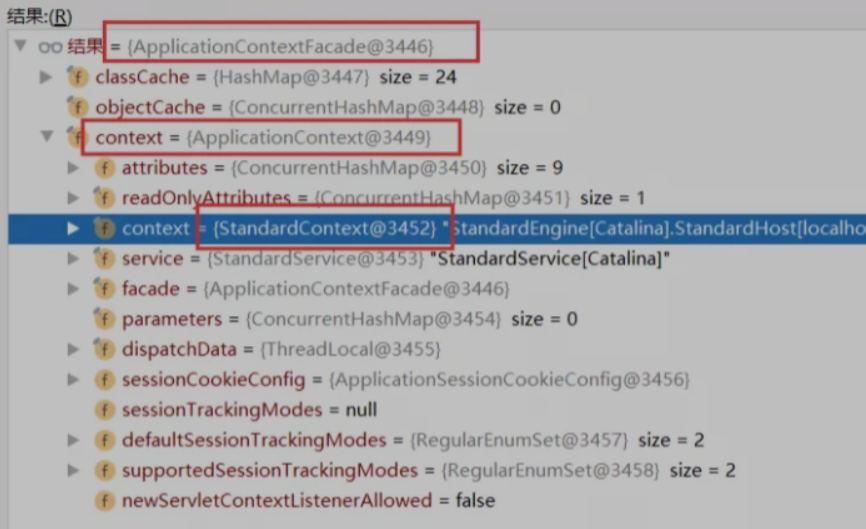 结果:(R)
结果 = {ApplicationContextFacade@3446}
classCache = {HashMap@3447} size = 24
objectCache = {ConcurrentHashMap@3448} size = 0
context = {ApplicationContext@3449}
attributes = {ConcurrentHashMap@3450} size = 9
readOnlyAttributes = {ConcurrentHashMap@3451} size = 1
context = {StandardContext@3452} "StandardEngine[Catalina].StandardHost[localho
service = {StandardService@3453} "StandardService[Catalina]"
facade = {ApplicationContextFacade@3446}
parameters = {ConcurrentHashMap@3454} size = 0
dispatchData = {ThreadLocal@3455}
sessionCookieConfig = {ApplicationSessionCookieConfig@3456}
sessionTrackingModes = null
defaultSessionTrackingModes = {RegularEnumSet@3457} size = 2
supportedSessionTrackingModes = {RegularEnumSet@3458} size = 2
newServletContextListenerAllowed = false